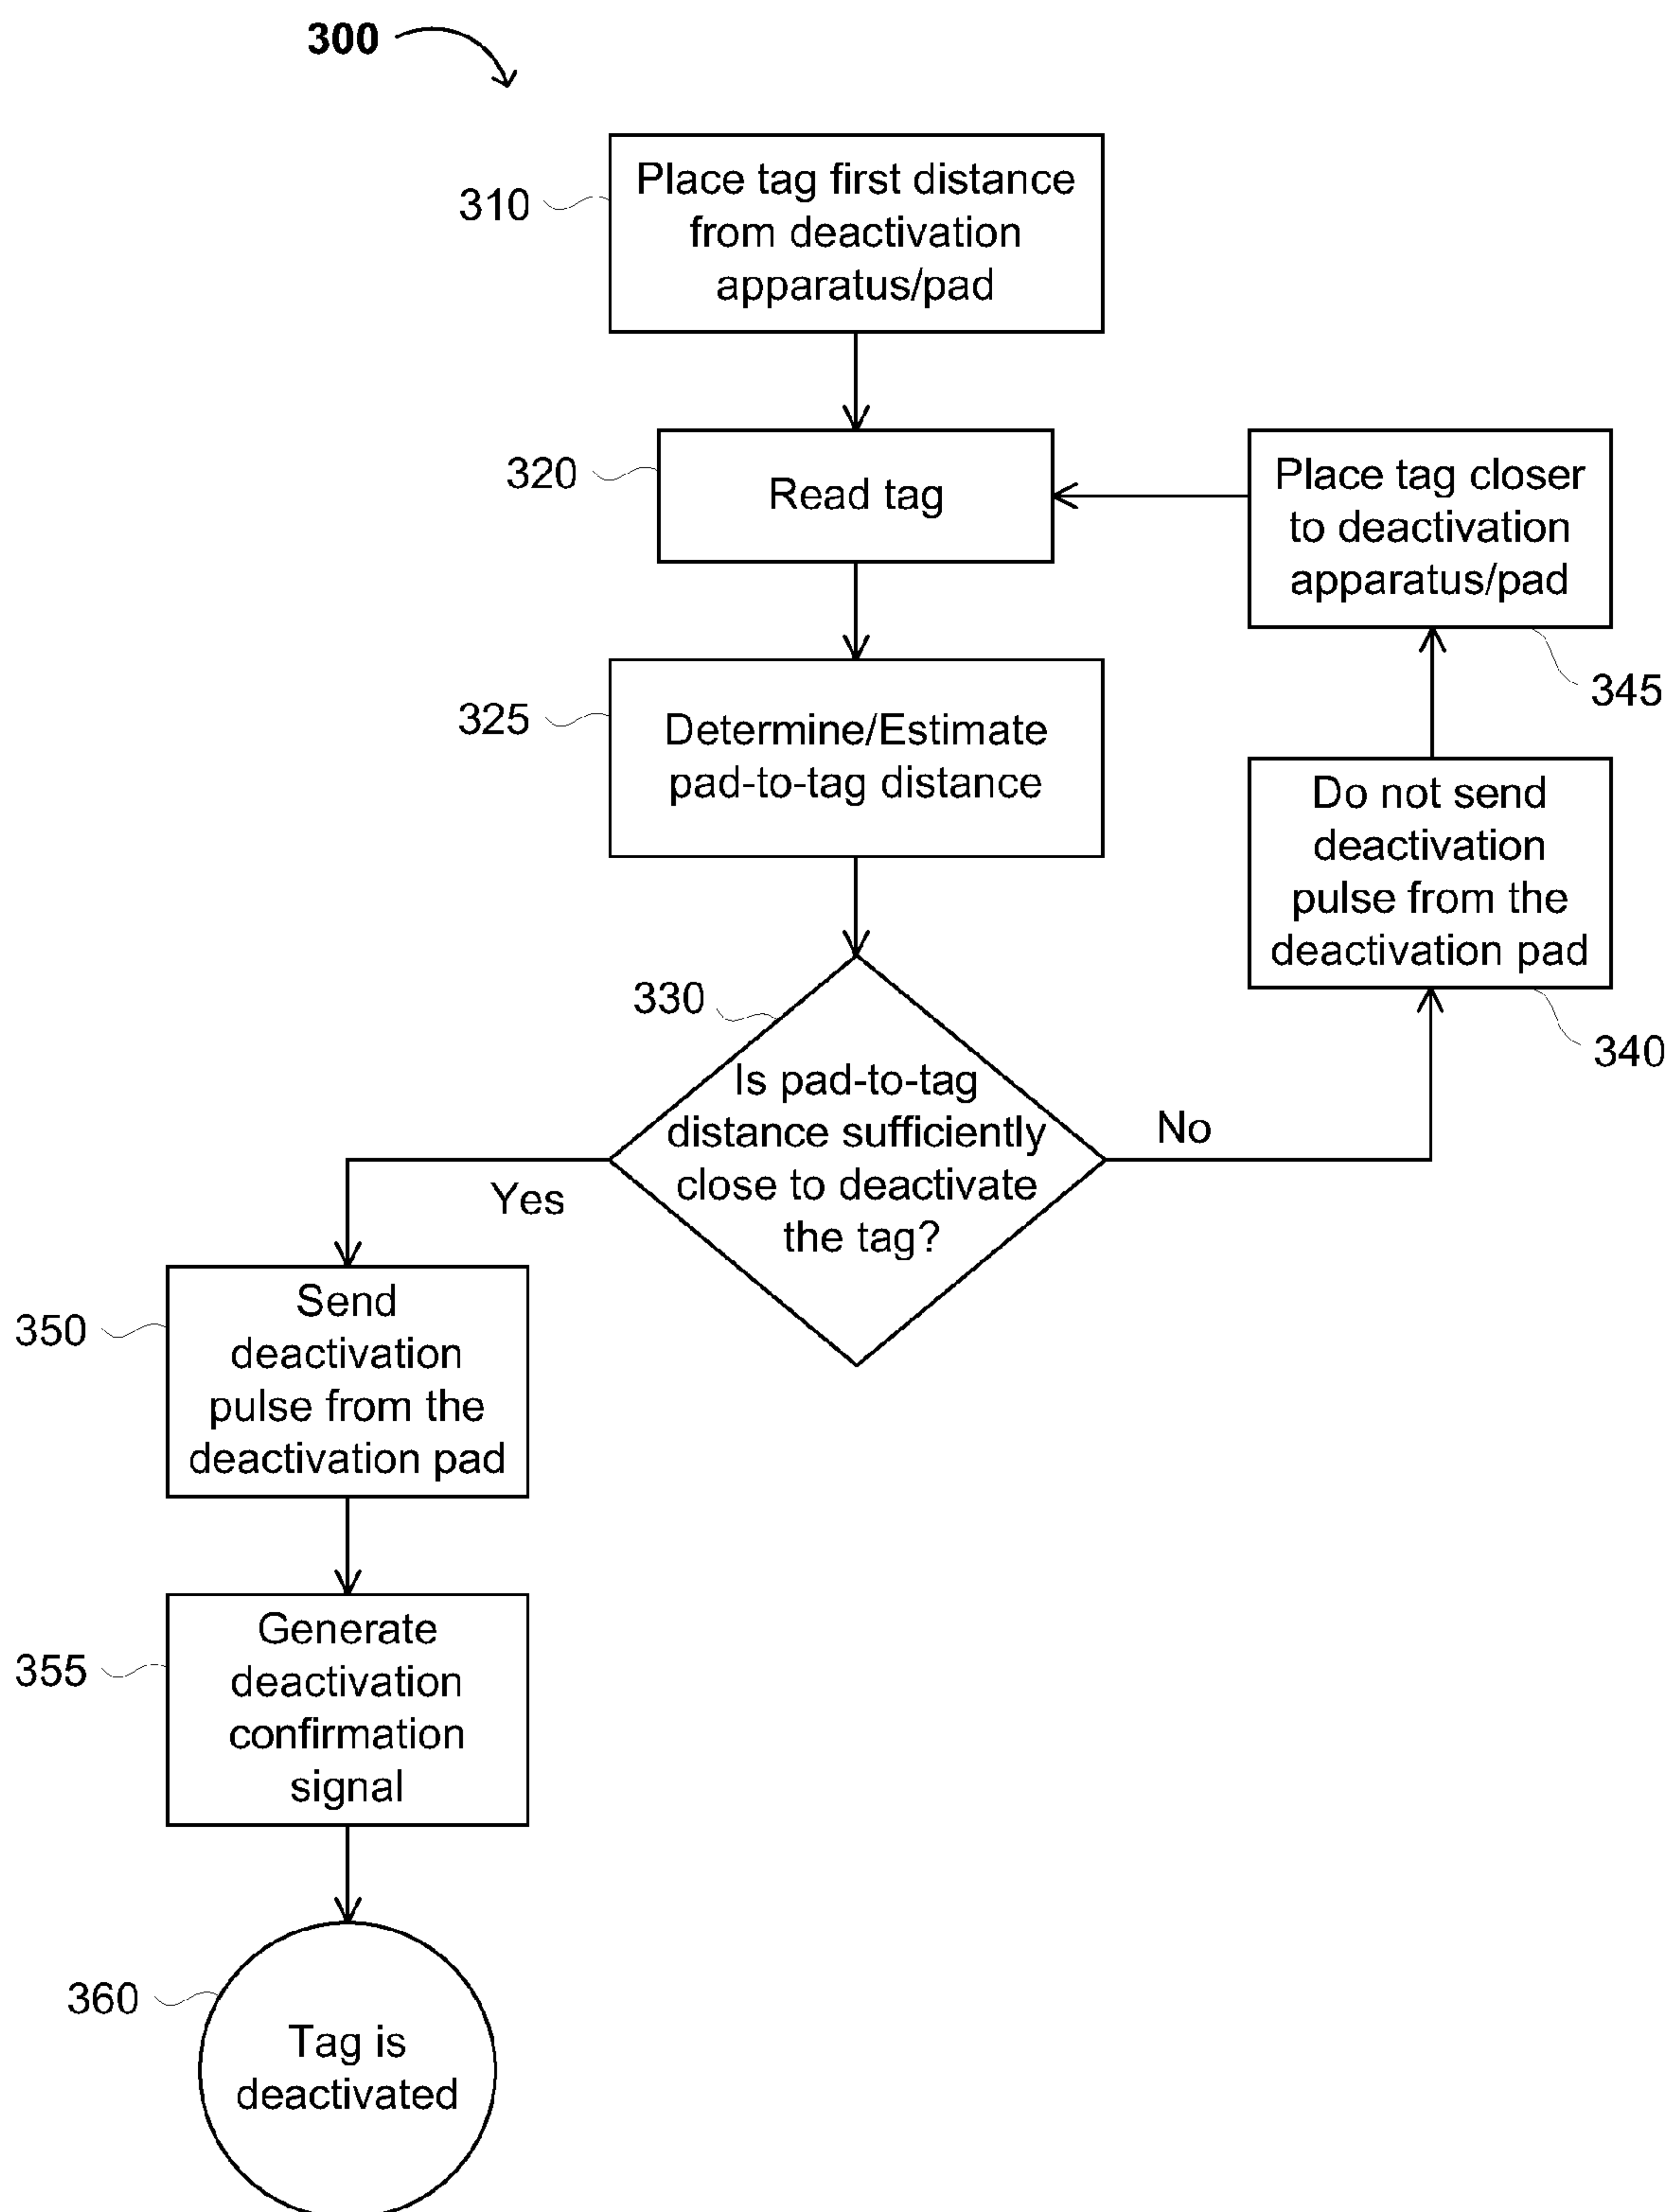 300
310
Place tag first distance
from deactivation
apparatus/pad
320
Read tag
Place tag closer
to deactivation
apparatus/pad
345
325
Determine/Estimate
pad-to-tag distance
Do not send
deactivation
pulse from the
deactivation pad
340
330
Is pad-to-tag
distance sufficiently
close to deactivate
the tag?
No
Yes
350
Send
deactivation
pulse from the
deactivation pad
355
Generate
deactivation
confirmation
signal
360
Tag is
deactivated